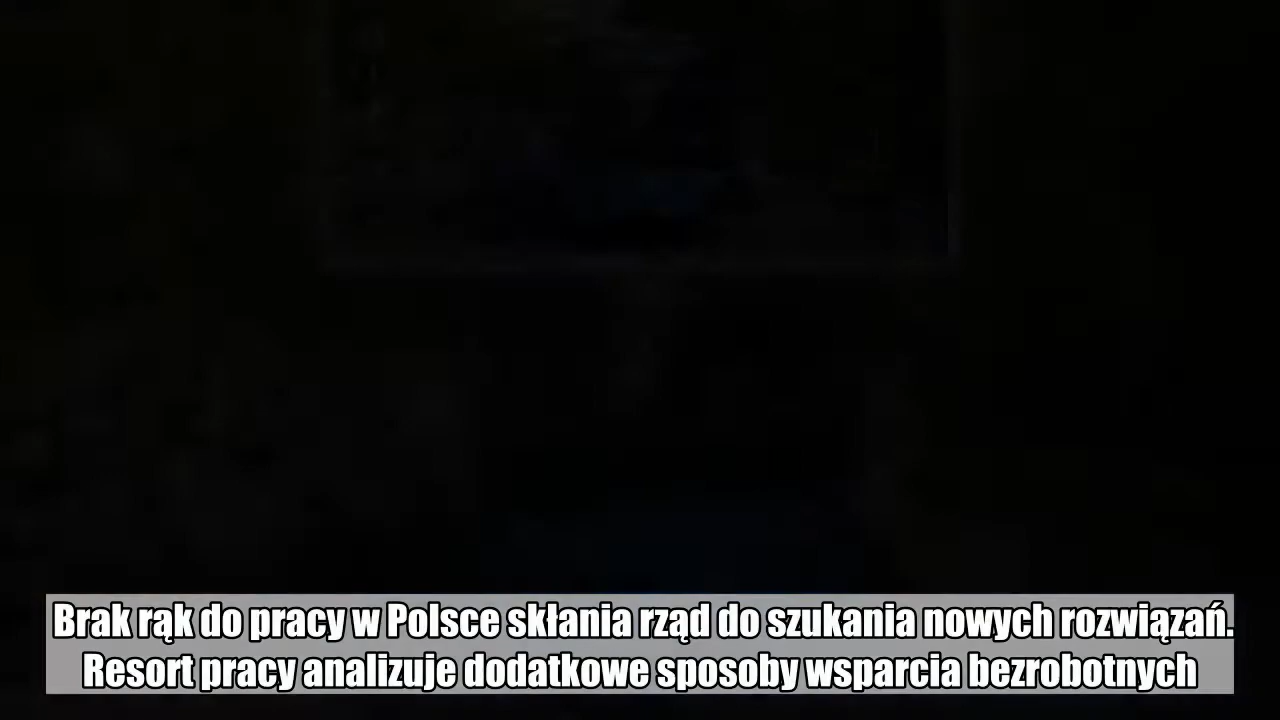 Brak rąk do pracy w Polsce skłania rząd do szukania nowych rozwiązań.
Resort pracy analizuje dodatkowe sposoby wsparcia bezrobotnych